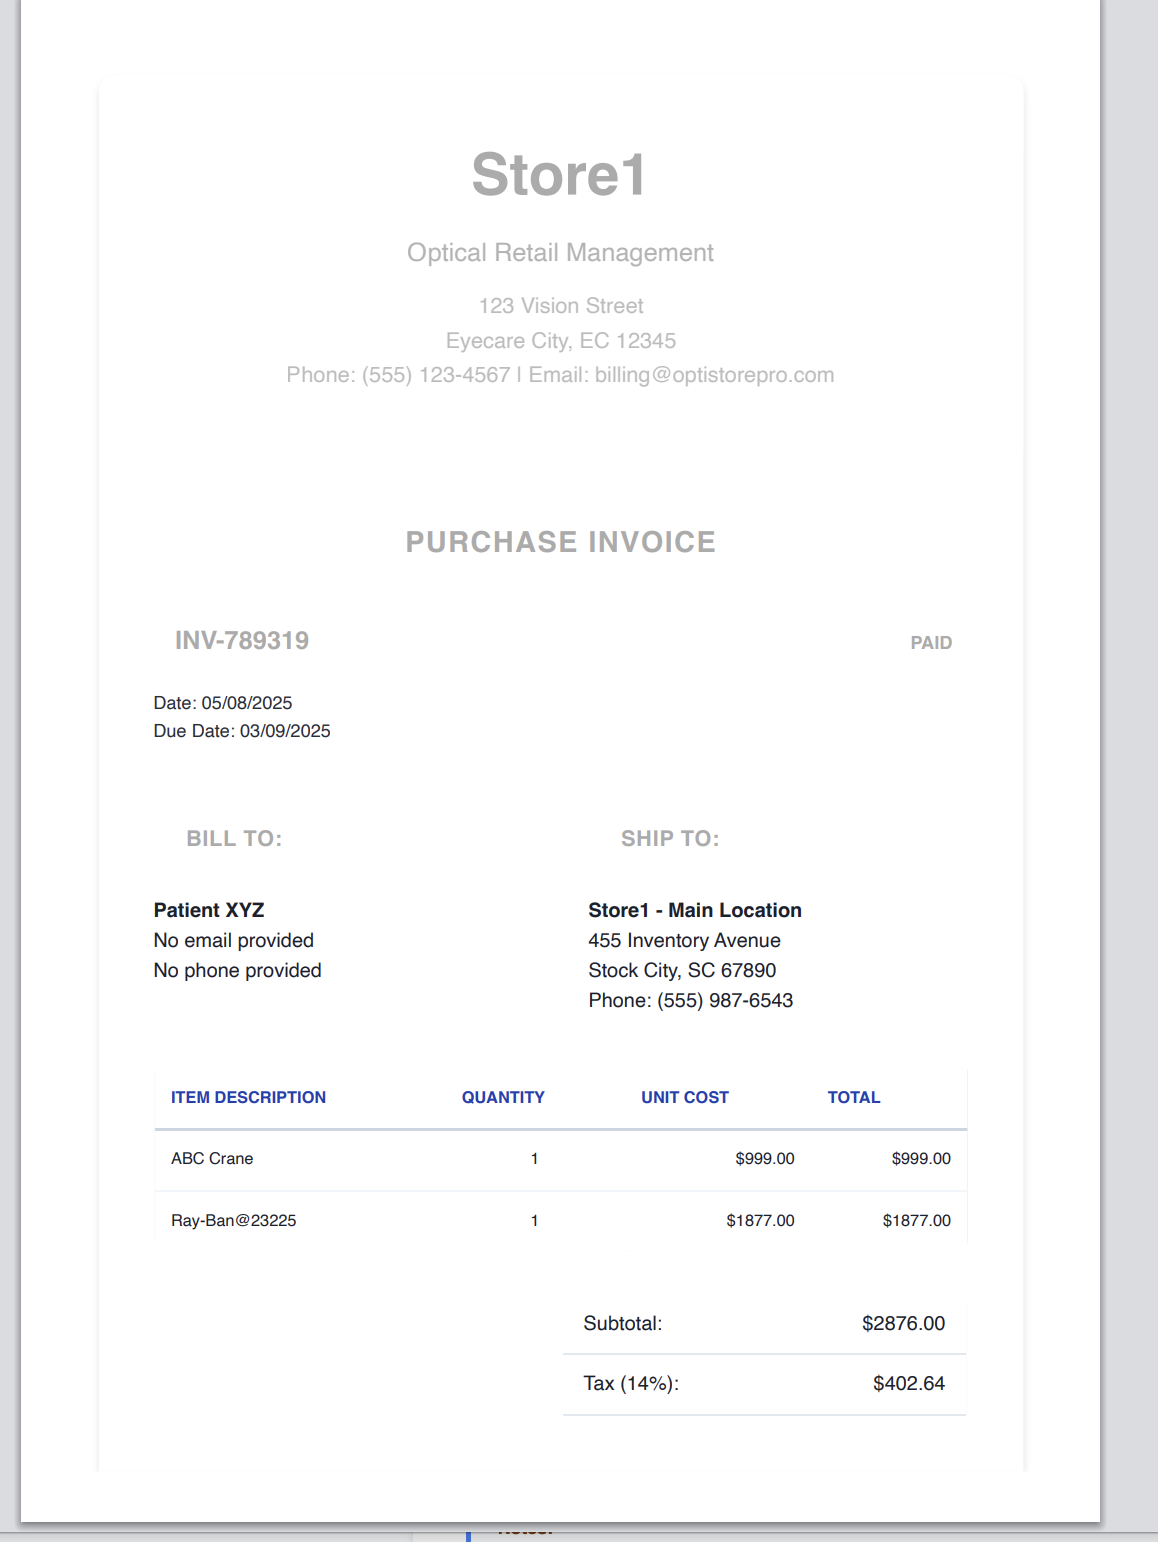 Store1
Optical Retail Management
123 Vision Street
Eyecare City, EC 12345
Phone: (555) 123-4567 | Email: billing@optistorepro.com
PURCHASE INVOICE
INV-789319 PAID
Date: 05/08/2025
Due Date: 03/09/2025
BILL TO: SHIP TO:
Patient XYZ Store1 - Main Location
No email provided 455 Inventory Avenue
No phone provided Stock City, SC 67890
Phone: (555) 987-6543
ITEM DESCRIPTION QUANTITY UNIT COST TOTAL
ABC Crane 1 $999.00 $999.00
Ray-Ban@23225 1 $1877.00 $1877.00
Subtotal: $2876.00
Tax (14%): $402.64